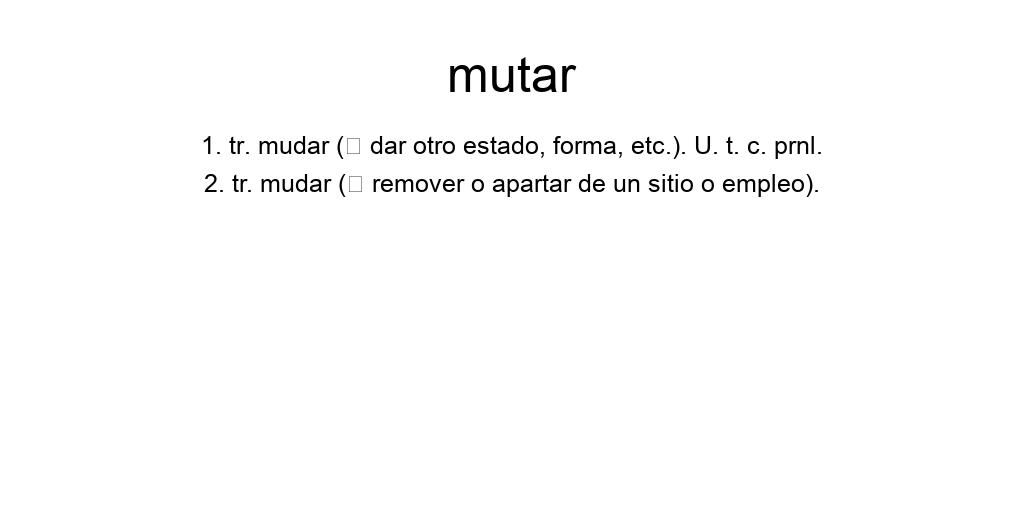 mutar
1. tr. mudar (□ dar otro estado, forma, etc.). U. t. c. prnl.
2. tr. mudar (□ remover o apartar de un sitio o empleo).